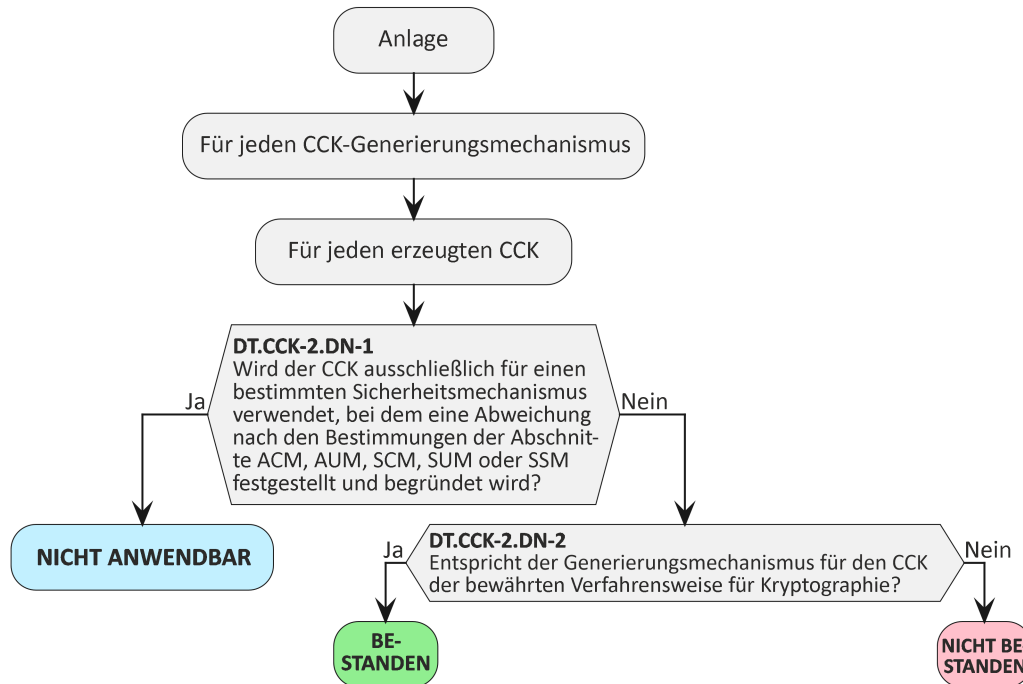 Anlage
Für jeden CCK-Generierungsmechanismus
Für jeden erzeugten CCK
DT.CCK-2.DN-1
Wird der CCK ausschließlich für einen
bestimmten Sicherheitsmechanismus
verwendet, bei dem eine Abweichung
nach den Bestimmungen der Abschnit-
te ACM, AUM, SCM, SUM oder SSM
festgestellt und begründet wird?
Ja
Nein
NICHT ANWENDBAR
DT.CCK-2.DN-2
Entspricht der Generierungsmechanismus für den CCK
der bewährten Verfahrensweise für Kryptographie?
Ja
Nein
BE-
STANDEN
NICHT BE-
STANDEN